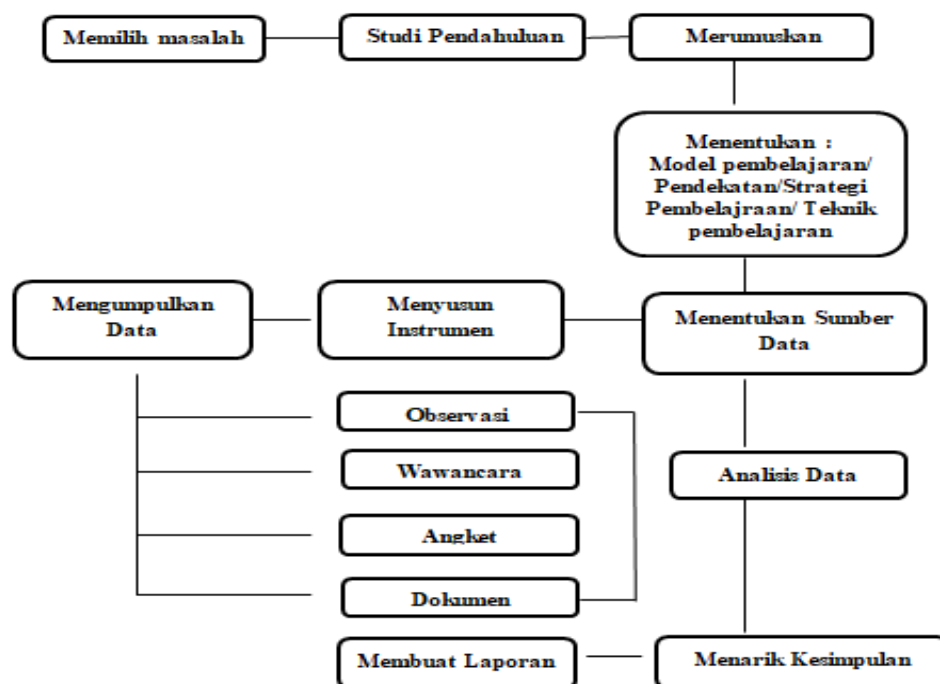 Memilih masalah
Studi Pendahuluan
Merumuskan
Menentukan :
Model pembelajaran/
Pendekatan/Strategi
Pembelajraan/ Teknik
pembelajaran
Mengumpulkan
Data
Menyusun
Instrumen
Menentukan Sumber
Data
Observasi
Wawancara
Angket
Dokumen
Analisis Data
Membuat Laporan
Menarik Kesimpulan